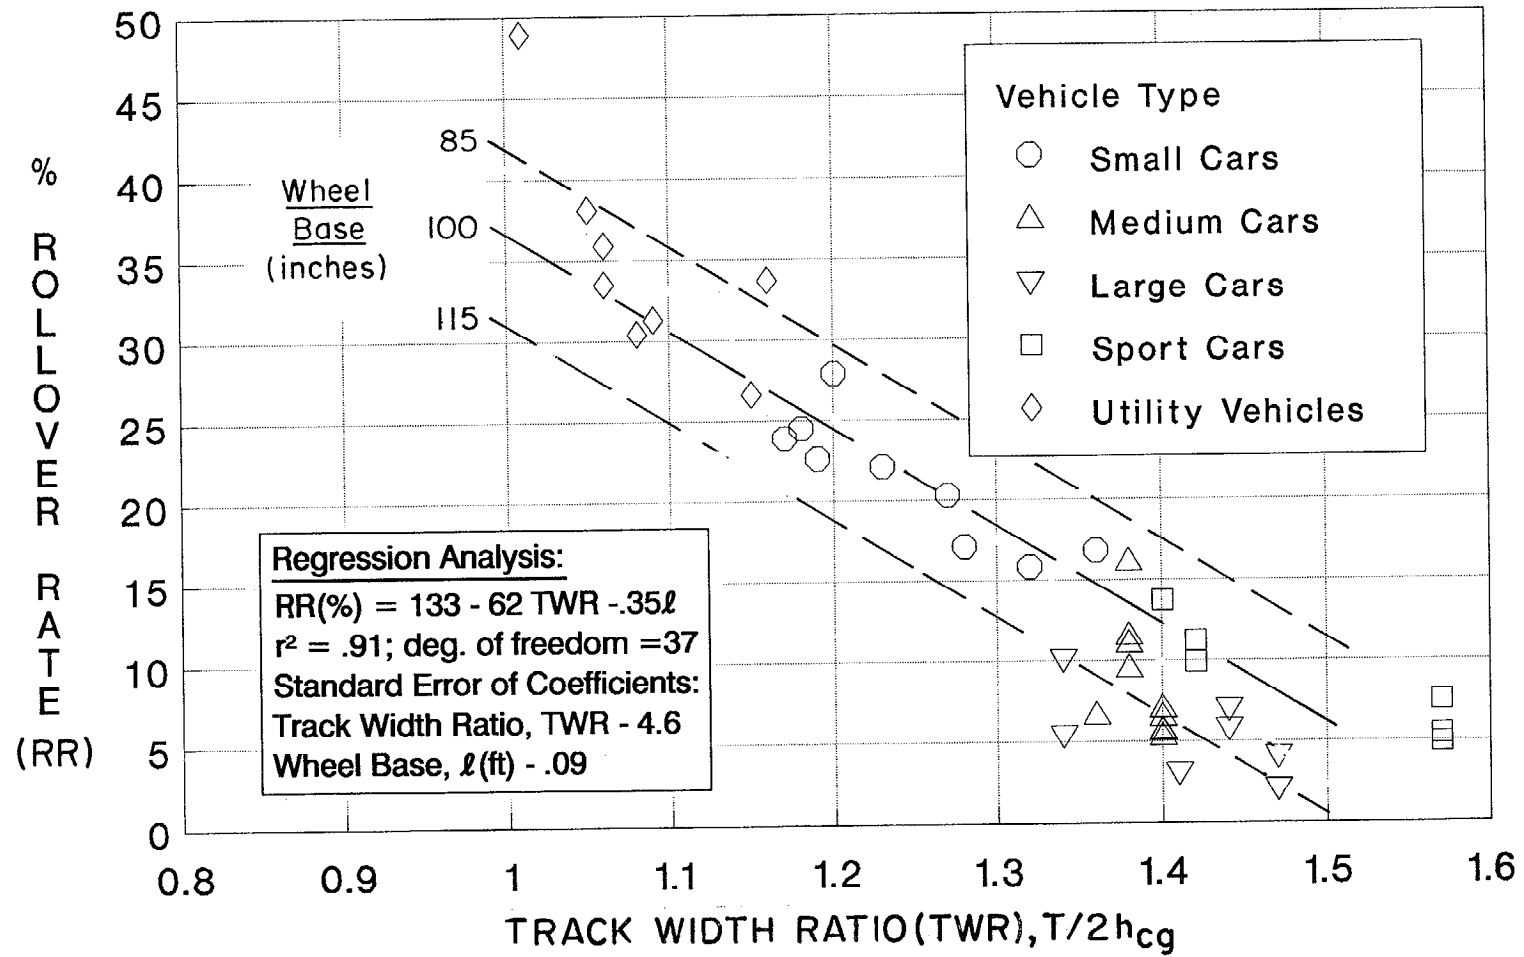 50
45
40
35
30
25
20
15
10
5
0
% ROLLOVER RATE
(RR)
85
100
115
Wheel
Base
(inches)
Vehicle Type
Small Cars
Medium Cars
Large Cars
Sport Cars
Utility Vehicles
Regression Analysis:
RR(%) = 133 - 62 TWR -.35ℓ
r² = .91; deg. of freedom =37
Standard Error of Coefficients:
Track Width Ratio, TWR - 4.6
Wheel Base, ℓ(ft) - .09
0.8 0.9 1 1.1 1.2 1.3 1.4 1.5 1.6
TRACK WIDTH RATIO(TWR), T/2hcg